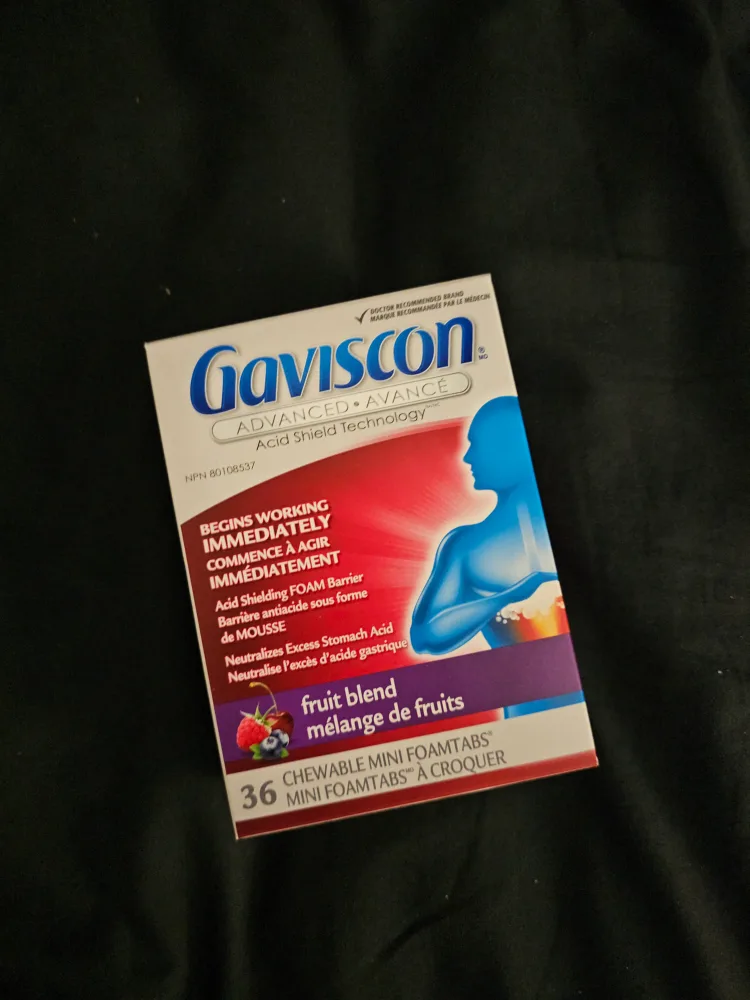 ✓ DOCTOR RECOMMENDED BRAND
MARQUE RECOMMANDÉE PAR LE MÉDECIN
Gaviscon®
MD
ADVANCED • AVANCÉ
Acid Shield Technology
NPN 80108537
BEGINS WORKING
IMMEDIATELY
COMMENCE À AGIR
IMMÉDIATEMENT
Acid Shielding FOAM Barrier
Barrière antiacide sous forme
de MOUSSE
Neutralizes Excess Stomach Acid
Neutralise l'excès d'acide gastrique
fruit blend
mélange de fruits
36 CHEWABLE MINI FOAMTABS®
MINI FOAMTABS À CROQUER